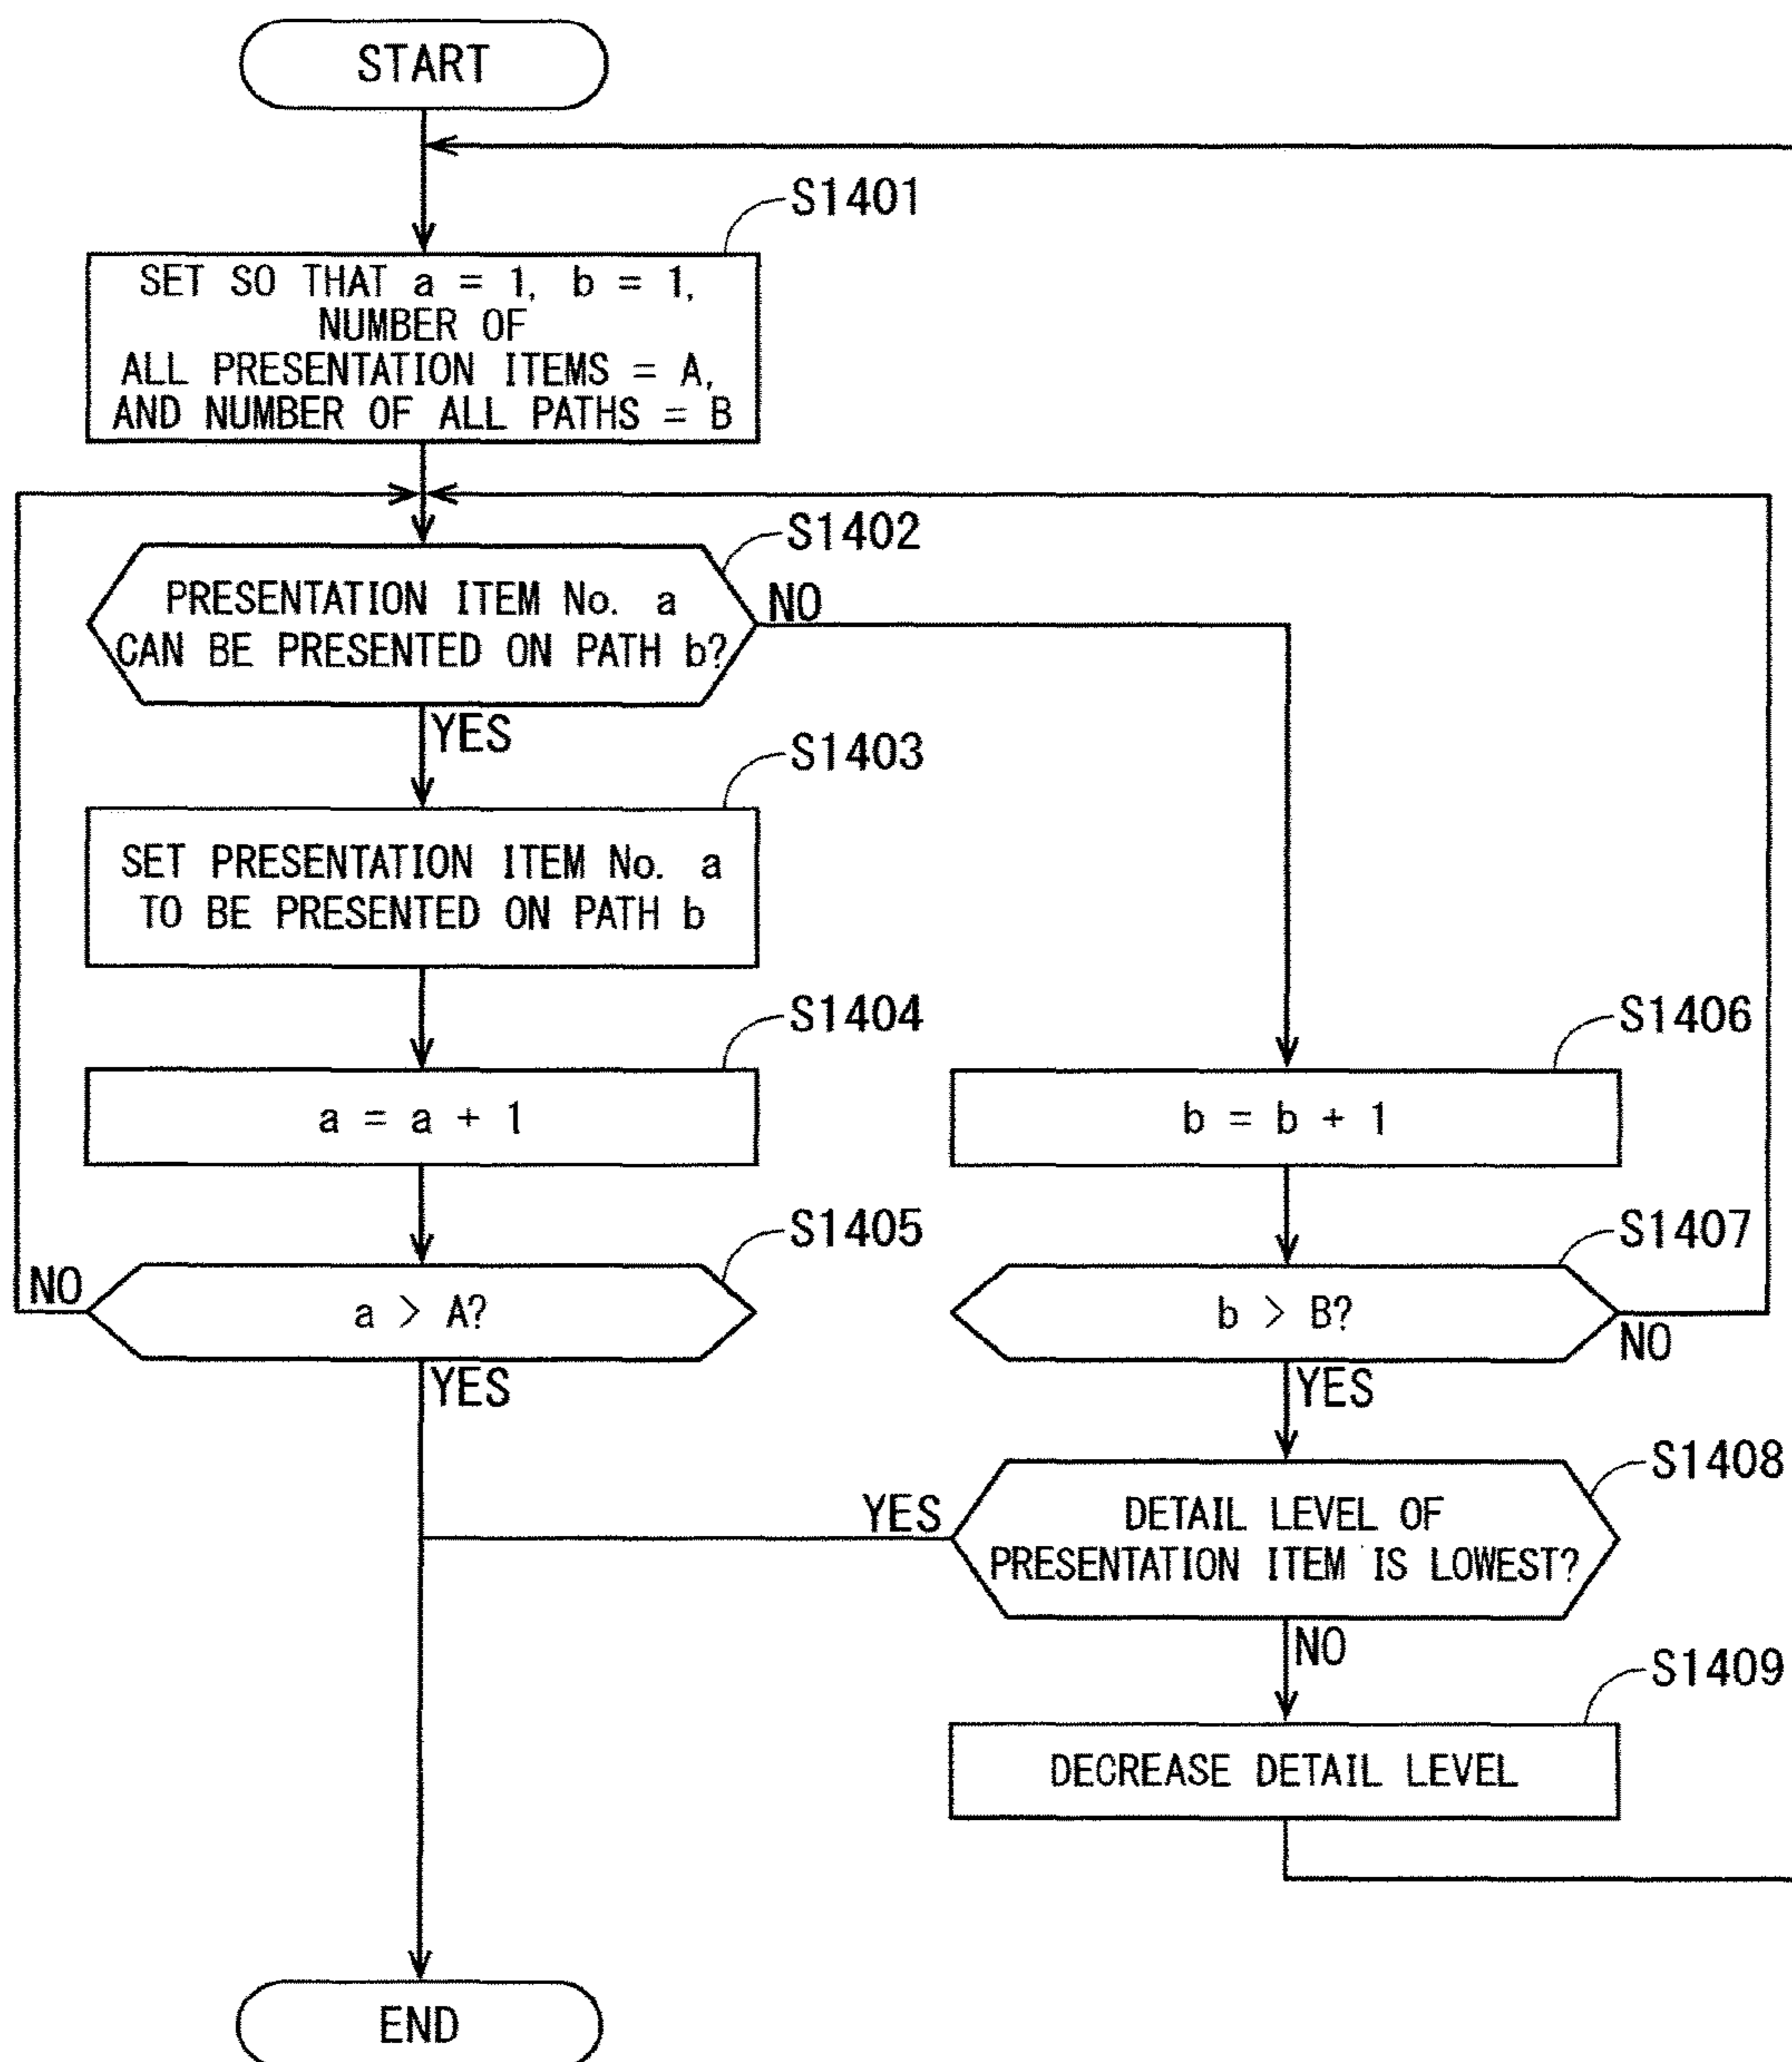 START
S1401
SET SO THAT a = 1, b = 1,
NUMBER OF
ALL PRESENTATION ITEMS = A,
AND NUMBER OF ALL PATHS = B
S1402
PRESENTATION ITEM No. a
CAN BE PRESENTED ON PATH b?
NO
YES
S1403
SET PRESENTATION ITEM No. a
TO BE PRESENTED ON PATH b
S1404
a = a + 1
S1406
b = b + 1
S1405
a > A?
NO
YES
S1407
b > B?
NO
YES
S1408
DETAIL LEVEL OF
PRESENTATION ITEM IS LOWEST?
YES
NO
S1409
DECREASE DETAIL LEVEL
END